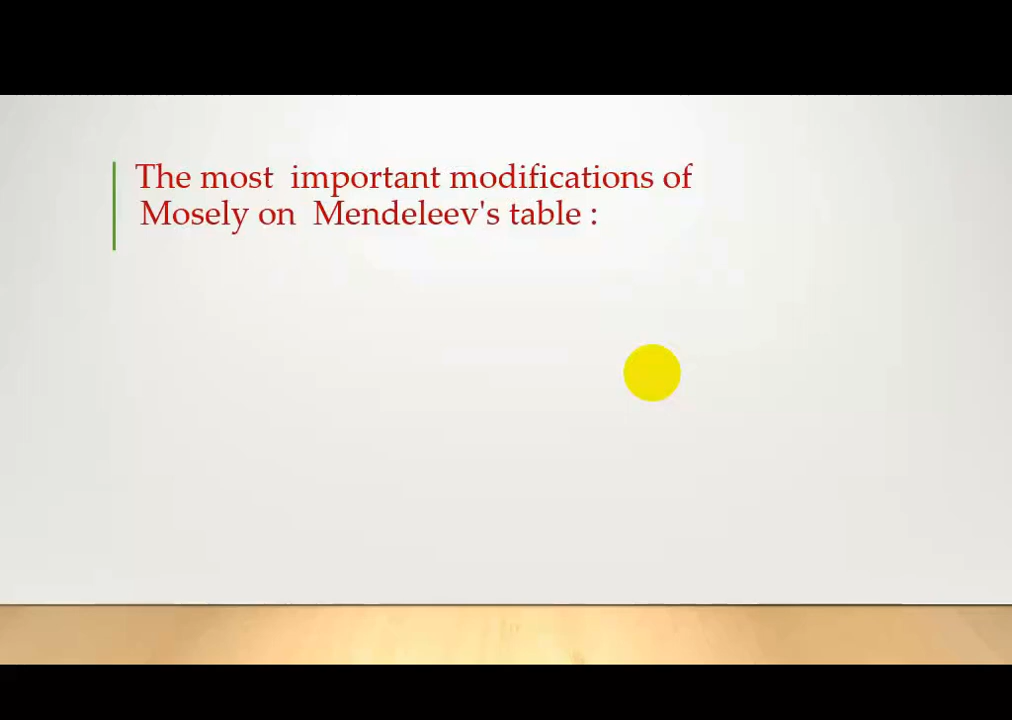 The most important modifications of
Mosely on Mendeleev's table :